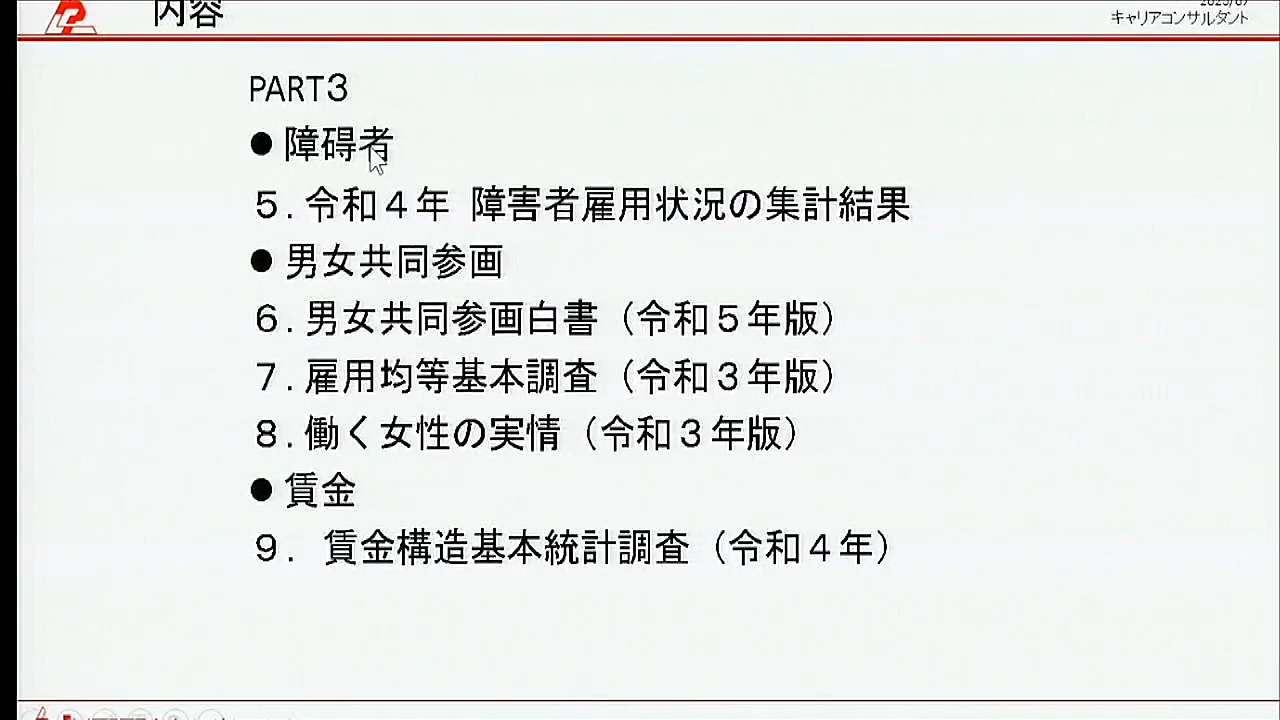 内容
キャリアコンサルタント
PART3
●障碍者
５.令和４年 障害者雇用状況の集計結果
●男女共同参画
６.男女共同参画白書（令和５年版）
７.雇用均等基本調査（令和３年版）
８.働く女性の実情（令和３年版）
●賃金
９. 賃金構造基本統計調査（令和４年）